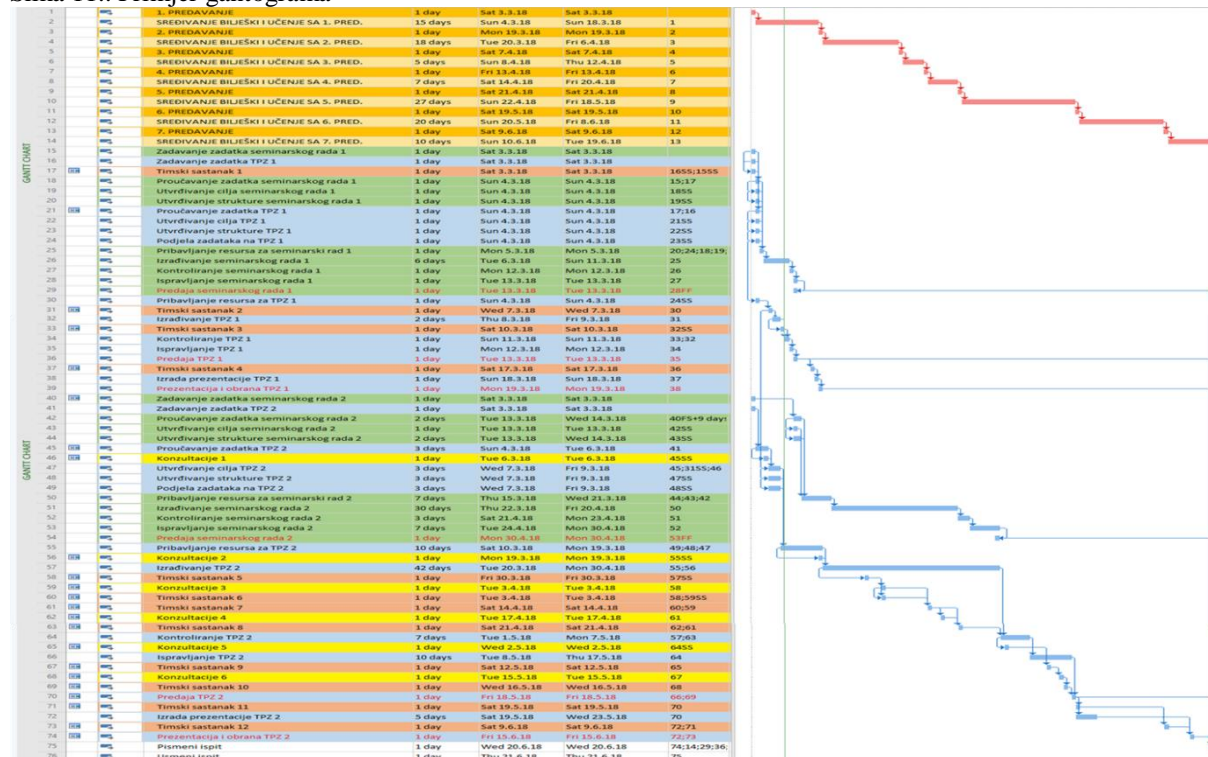 1 1. PREDAVANJE 1 day Sat 3.3.18 Sat 3.3.18
2 SREĐIVANJE BILJEŠKI I UČENJE SA 1. PRED. 15 days Sun 4.3.18 Sun 18.3.18 1
3 2. PREDAVANJE 1 day Mon 19.3.18 Mon 19.3.18 2
4 SREĐIVANJE BILJEŠKI I UČENJE SA 2. PRED. 18 days Tue 20.3.18 Fri 6.4.18 3
5 3. PREDAVANJE 1 day Sat 7.4.18 Sat 7.4.18 4
6 SREĐIVANJE BILJEŠKI I UČENJE SA 3. PRED. 5 days Sun 8.4.18 Thu 12.4.18 5
7 4. PREDAVANJE 1 day Fri 13.4.18 Fri 13.4.18 6
8 SREĐIVANJE BILJEŠKI I UČENJE SA 4. PRED. 7 days Sat 14.4.18 Fri 20.4.18 7
9 5. PREDAVANJE 1 day Sat 21.4.18 Sat 21.4.18 8
10 SREĐIVANJE BILJEŠKI I UČENJE SA 5. PRED. 27 days Sun 22.4.18 Fri 18.5.18 9
11 6. PREDAVANJE 1 day Sat 19.5.18 Sat 19.5.18 10
12 SREĐIVANJE BILJEŠKI I UČENJE SA 6. PRED. 20 days Sun 20.5.18 Fri 8.6.18 11
13 7. PREDAVANJE 1 day Sat 9.6.18 Sat 9.6.18 12
14 SREĐIVANJE BILJEŠKI I UČENJE SA 7. PRED. 10 days Sun 10.6.18 Tue 19.6.18 13
GANTT CHART
15 Zadavanje zadatka seminarskog rada 1 1 day Sat 3.3.18 Sat 3.3.18
16 Zadavanje zadatka TPZ 1 1 day Sat 3.3.18 Sat 3.3.18
17 Timski sastanak 1 1 day Sat 3.3.18 Sat 3.3.18 16SS;15SS
18 Proučavanje zadatka seminarskog rada 1 1 day Sun 4.3.18 Sun 4.3.18 15;17
19 Utvrđivanje cilja seminarskog rada 1 1 day Sun 4.3.18 Sun 4.3.18 18SS
20 Utvrđivanje strukture seminarskog rada 1 1 day Sun 4.3.18 Sun 4.3.18 19SS
21 Proučavanje zadatka TPZ 1 1 day Sun 4.3.18 Sun 4.3.18 17;16
22 Utvrđivanje cilja TPZ 1 1 day Sun 4.3.18 Sun 4.3.18 21SS
23 Utvrđivanje strukture TPZ 1 1 day Sun 4.3.18 Sun 4.3.18 22SS
24 Podjela zadataka na TPZ 1 1 day Sun 4.3.18 Sun 4.3.18 23SS
25 Pribavljanje resursa za seminarski rad 1 1 day Mon 5.3.18 Mon 5.3.18 20;24;18;19;
26 Izrađivanje seminarskog rada 1 6 days Tue 6.3.18 Sun 11.3.18 25
27 Kontroliranje seminarskog rada 1 1 day Mon 12.3.18 Mon 12.3.18 26
28 Ispravljanje seminarskog rada 1 1 day Tue 13.3.18 Tue 13.3.18 27
29 Predaja seminarskog rada 1 1 day Tue 13.3.18 Tue 13.3.18 28FF
30 Pribavljanje resursa za TPZ 1 1 day Sun 4.3.18 Sun 4.3.18 24SS
31 Timski sastanak 2 1 day Wed 7.3.18 Wed 7.3.18 30
32 Izrađivanje TPZ 1 2 days Thu 8.3.18 Fri 9.3.18 31
33 Timski sastanak 3 1 day Sat 10.3.18 Sat 10.3.18 32SS
34 Kontroliranje TPZ 1 1 day Sun 11.3.18 Sun 11.3.18 33;32
35 Ispravljanje TPZ 1 1 day Mon 12.3.18 Mon 12.3.18 34
36 Predaja TPZ 1 1 day Tue 13.3.18 Tue 13.3.18 35
37 Timski sastanak 4 1 day Sat 17.3.18 Sat 17.3.18 36
38 Izrada prezentacije TPZ 1 1 day Sun 18.3.18 Sun 18.3.18 37
39 Prezentacija i obrana TPZ 1 1 day Mon 19.3.18 Mon 19.3.18 38
40 Zadavanje zadatka seminarskog rada 2 1 day Sat 3.3.18 Sat 3.3.18
41 Zadavanje zadatka TPZ 2 1 day Sat 3.3.18 Sat 3.3.18
42 Proučavanje zadatka seminarskog rada 2 2 days Tue 13.3.18 Wed 14.3.18 40FS+9 days
43 Utvrđivanje cilja seminarskog rada 2 1 day Tue 13.3.18 Tue 13.3.18 42SS
44 Utvrđivanje strukture seminarskog rada 2 2 days Tue 13.3.18 Wed 14.3.18 43SS
GANTT CHART
45 Proučavanje zadatka TPZ 2 3 days Sun 4.3.18 Tue 6.3.18 41
46 Konzultacije 1 1 day Tue 6.3.18 Tue 6.3.18 45SS
47 Utvrđivanje cilja TPZ 2 3 days Wed 7.3.18 Fri 9.3.18 45;31SS;46
48 Utvrđivanje strukture TPZ 2 3 days Wed 7.3.18 Fri 9.3.18 47SS
49 Podjela zadataka na TPZ 2 3 days Wed 7.3.18 Fri 9.3.18 48SS
50 Pribavljanje resursa za seminarski rad 2 7 days Thu 15.3.18 Wed 21.3.18 44;43;42
51 Izrađivanje seminarskog rada 2 30 days Thu 22.3.18 Fri 20.4.18 50
52 Kontroliranje seminarskog rada 2 3 days Sat 21.4.18 Mon 23.4.18 51
53 Ispravljanje seminarskog rada 2 7 days Tue 24.4.18 Mon 30.4.18 52
54 Predaja seminarskog rada 2 1 day Mon 30.4.18 Mon 30.4.18 53FF
55 Pribavljanje resursa za TPZ 2 10 days Sat 10.3.18 Mon 19.3.18 49;48;47
56 Konzultacije 2 1 day Mon 19.3.18 Mon 19.3.18 55SS
57 Izrađivanje TPZ 2 42 days Tue 20.3.18 Mon 30.4.18 55;56
58 Timski sastanak 5 1 day Fri 30.3.18 Fri 30.3.18 57SS
59 Konzultacije 3 1 day Tue 3.4.18 Tue 3.4.18 58
60 Timski sastanak 6 1 day Tue 3.4.18 Tue 3.4.18 58;59SS
61 Timski sastanak 7 1 day Sat 14.4.18 Sat 14.4.18 60;59
62 Konzultacije 4 1 day Tue 17.4.18 Tue 17.4.18 61
63 Timski sastanak 8 1 day Sat 21.4.18 Sat 21.4.18 62;61
64 Kontroliranje TPZ 2 7 days Tue 1.5.18 Mon 7.5.18 57;63
65 Konzultacije 5 1 day Wed 2.5.18 Wed 2.5.18 64SS
66 Ispravljanje TPZ 2 10 days Tue 8.5.18 Thu 17.5.18 64
67 Timski sastanak 9 1 day Sat 12.5.18 Sat 12.5.18 65
68 Konzultacije 6 1 day Tue 15.5.18 Tue 15.5.18 67
69 Timski sastanak 10 1 day Wed 16.5.18 Wed 16.5.18 68
70 Predaja TPZ 2 1 day Fri 18.5.18 Fri 18.5.18 66;69
71 Timski sastanak 11 1 day Sat 19.5.18 Sat 19.5.18 70
72 Izrada prezentacije TPZ 2 5 days Sat 19.5.18 Wed 23.5.18 70
73 Timski sastanak 12 1 day Sat 9.6.18 Sat 9.6.18 72;71
74 Prezentacija i obrana TPZ 2 1 day Fri 15.6.18 Fri 15.6.18 72;73
75 Pismeni ispit 1 day Wed 20.6.18 Wed 20.6.18 74;14;29;36;